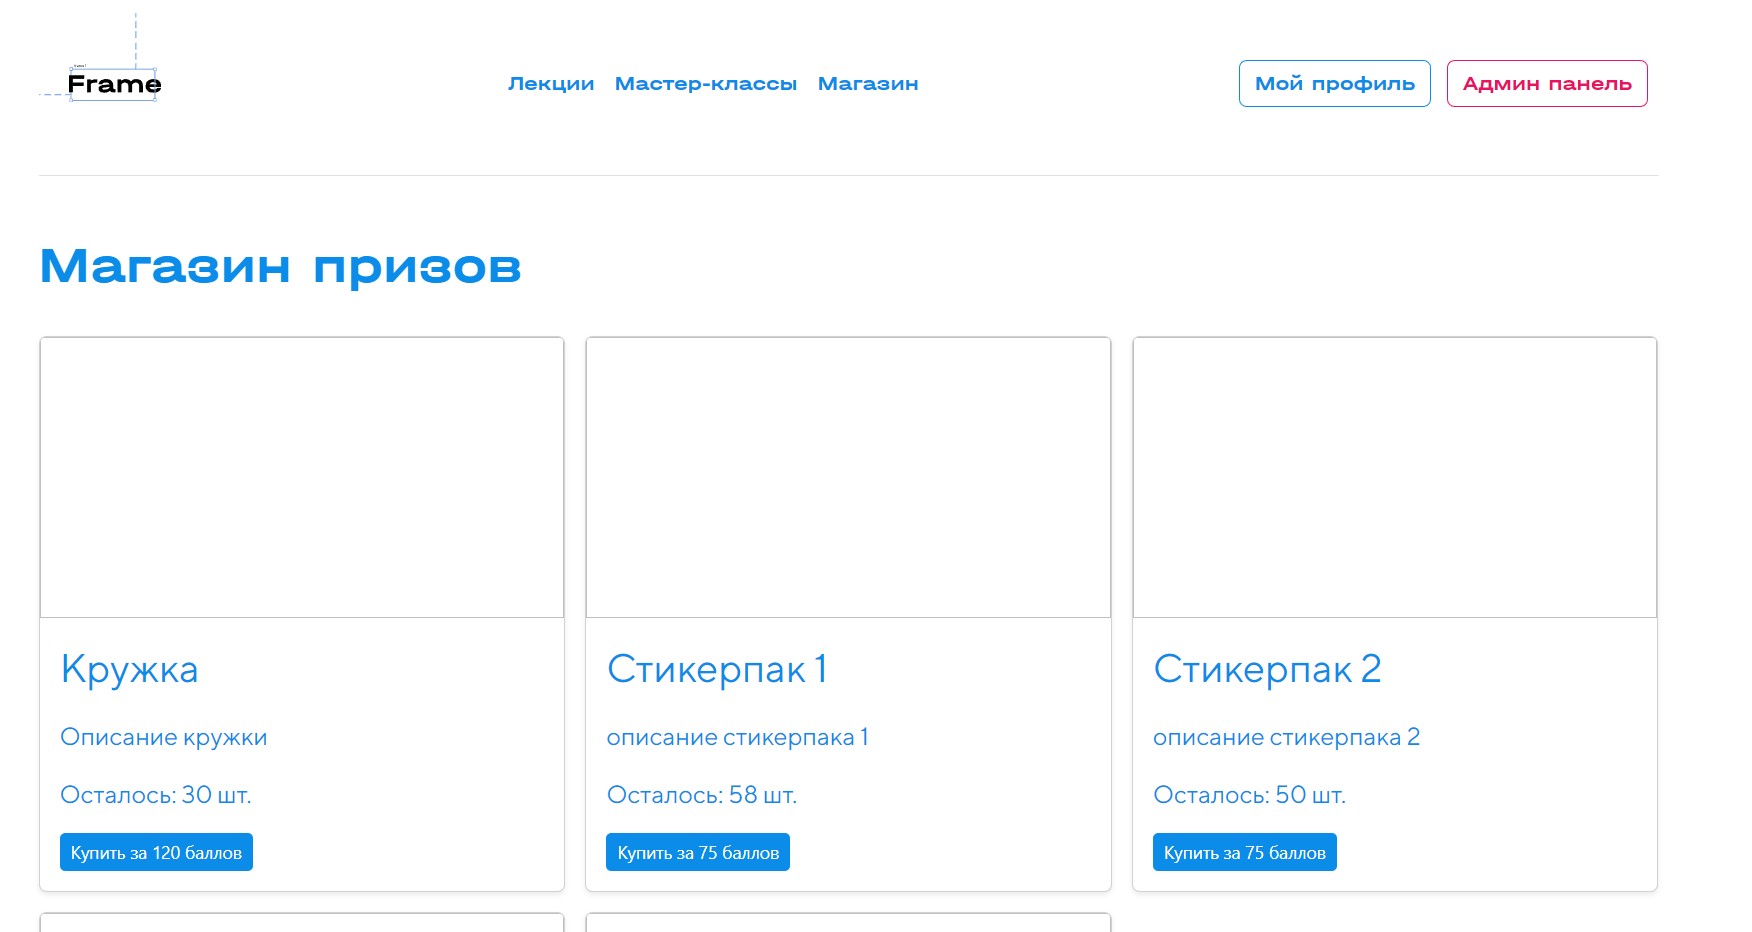 Frame
Лекции Мастер-классы Магазин
Мой профиль Админ панель
Магазин призов
Кружка
Описание кружки
Осталось: 30 шт.
Купить за 120 баллов
Стикерпак 1
описание стикерпака 1
Осталось: 58 шт.
Купить за 75 баллов
Стикерпак 2
описание стикерпака 2
Осталось: 50 шт.
Купить за 75 баллов